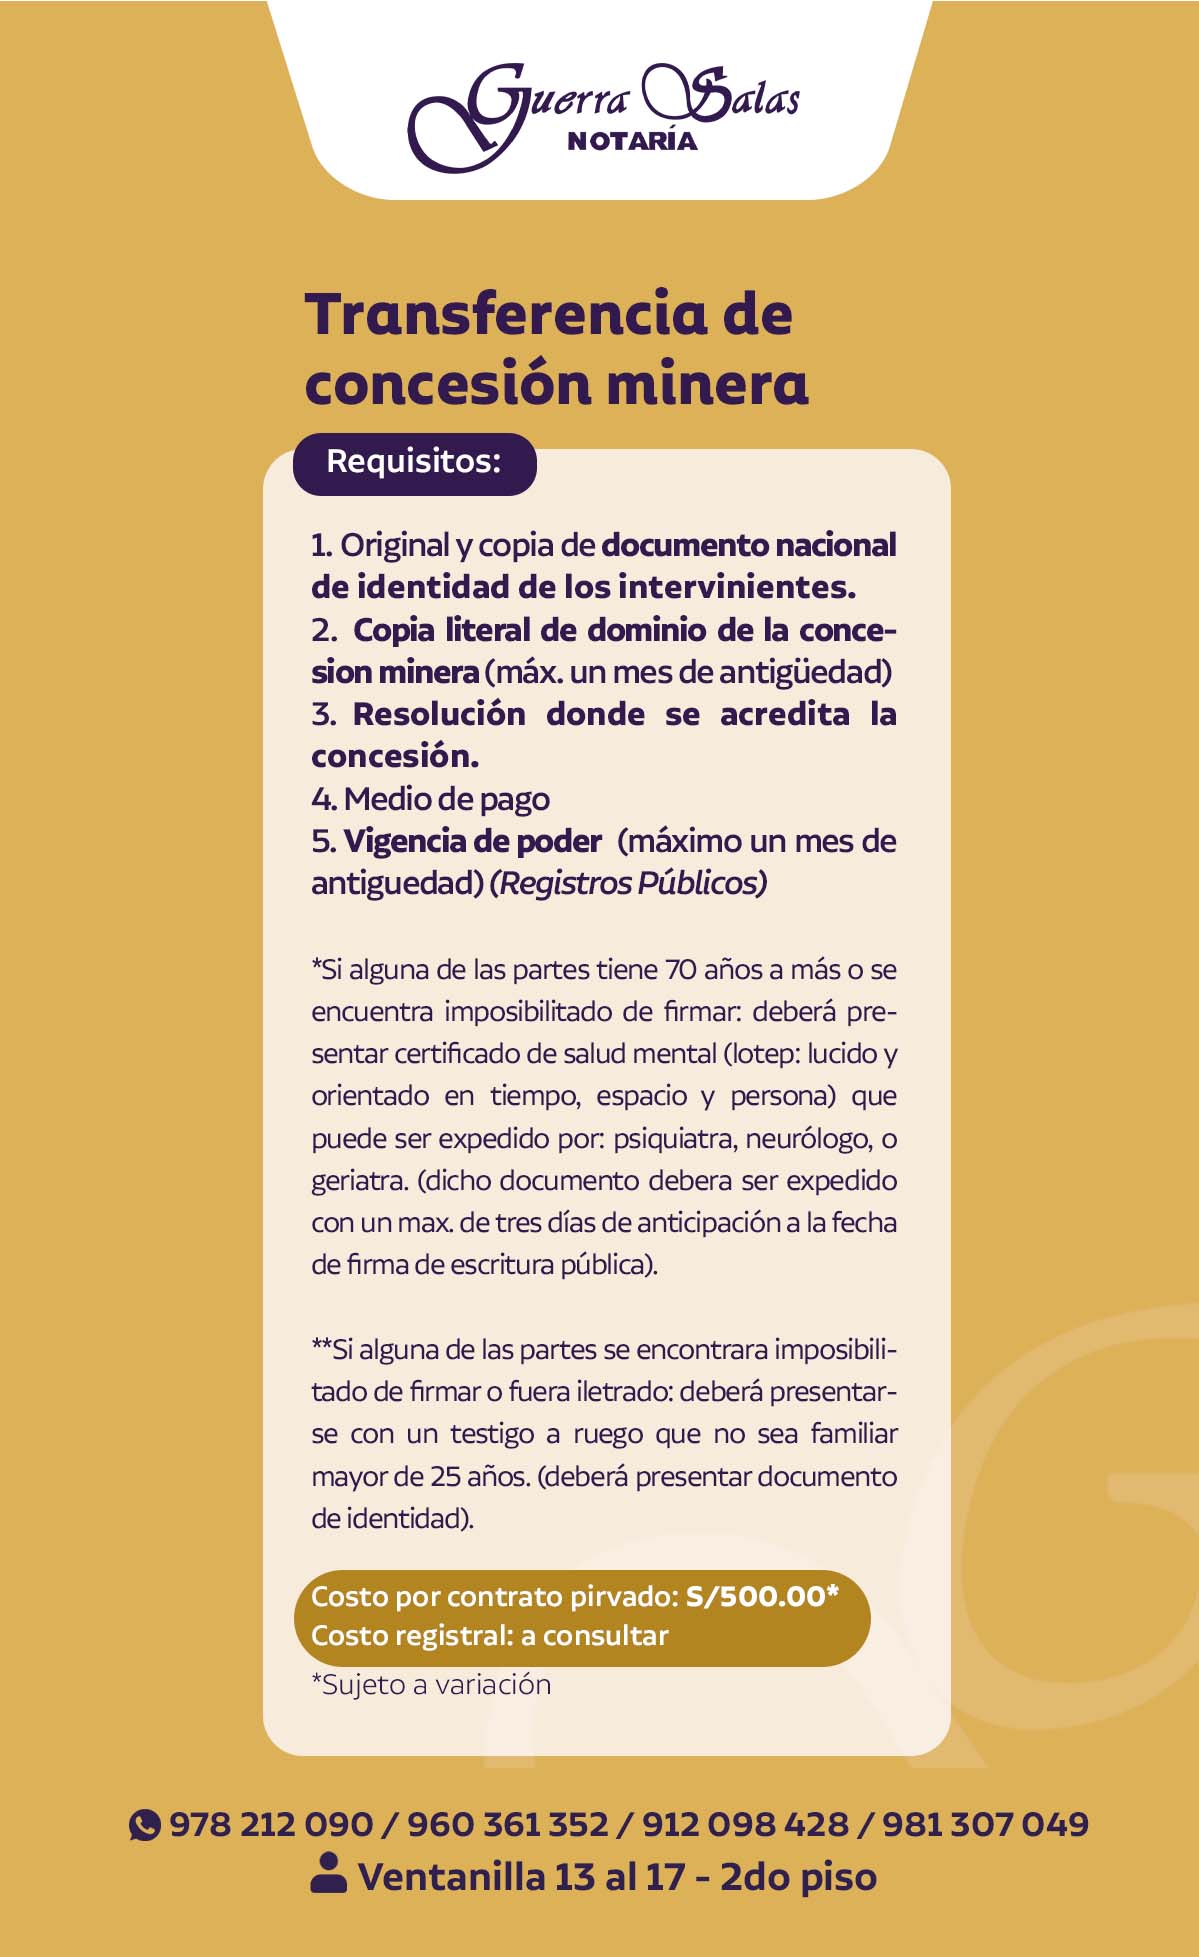 Guerra Salas
NOTARÍA
Transferencia de
concesión minera
Requisitos:
1. Original y copia de documento nacional
de identidad de los intervinientes.
2. Copia literal de dominio de la conce-
sion minera (máx. un mes de antigüedad)
3. Resolución donde se acredita la
concesión.
4. Medio de pago
5. Vigencia de poder (máximo un mes de
antiguedad) (Registros Públicos)
*Si alguna de las partes tiene 70 años a más o se
encuentra imposibilitado de firmar: deberá pre-
sentar certificado de salud mental (lotep: lucido y
orientado en tiempo, espacio y persona) que
puede ser expedido por: psiquiatra, neurólogo, o
geriatra. (dicho documento debera ser expedido
con un max. de tres días de anticipación a la fecha
de firma de escritura pública).
**Si alguna de las partes se encontrara imposibili-
tado de firmar o fuera iletrado: deberá presentar-
se con un testigo a ruego que no sea familiar
mayor de 25 años. (deberá presentar documento
de identidad).
Costo por contrato pirvado: S/500.00*
Costo registral: a consultar
*Sujeto a variación
978 212 090 / 960 361 352 / 912 098 428 / 981 307 049
Ventanilla 13 al 17 - 2do piso